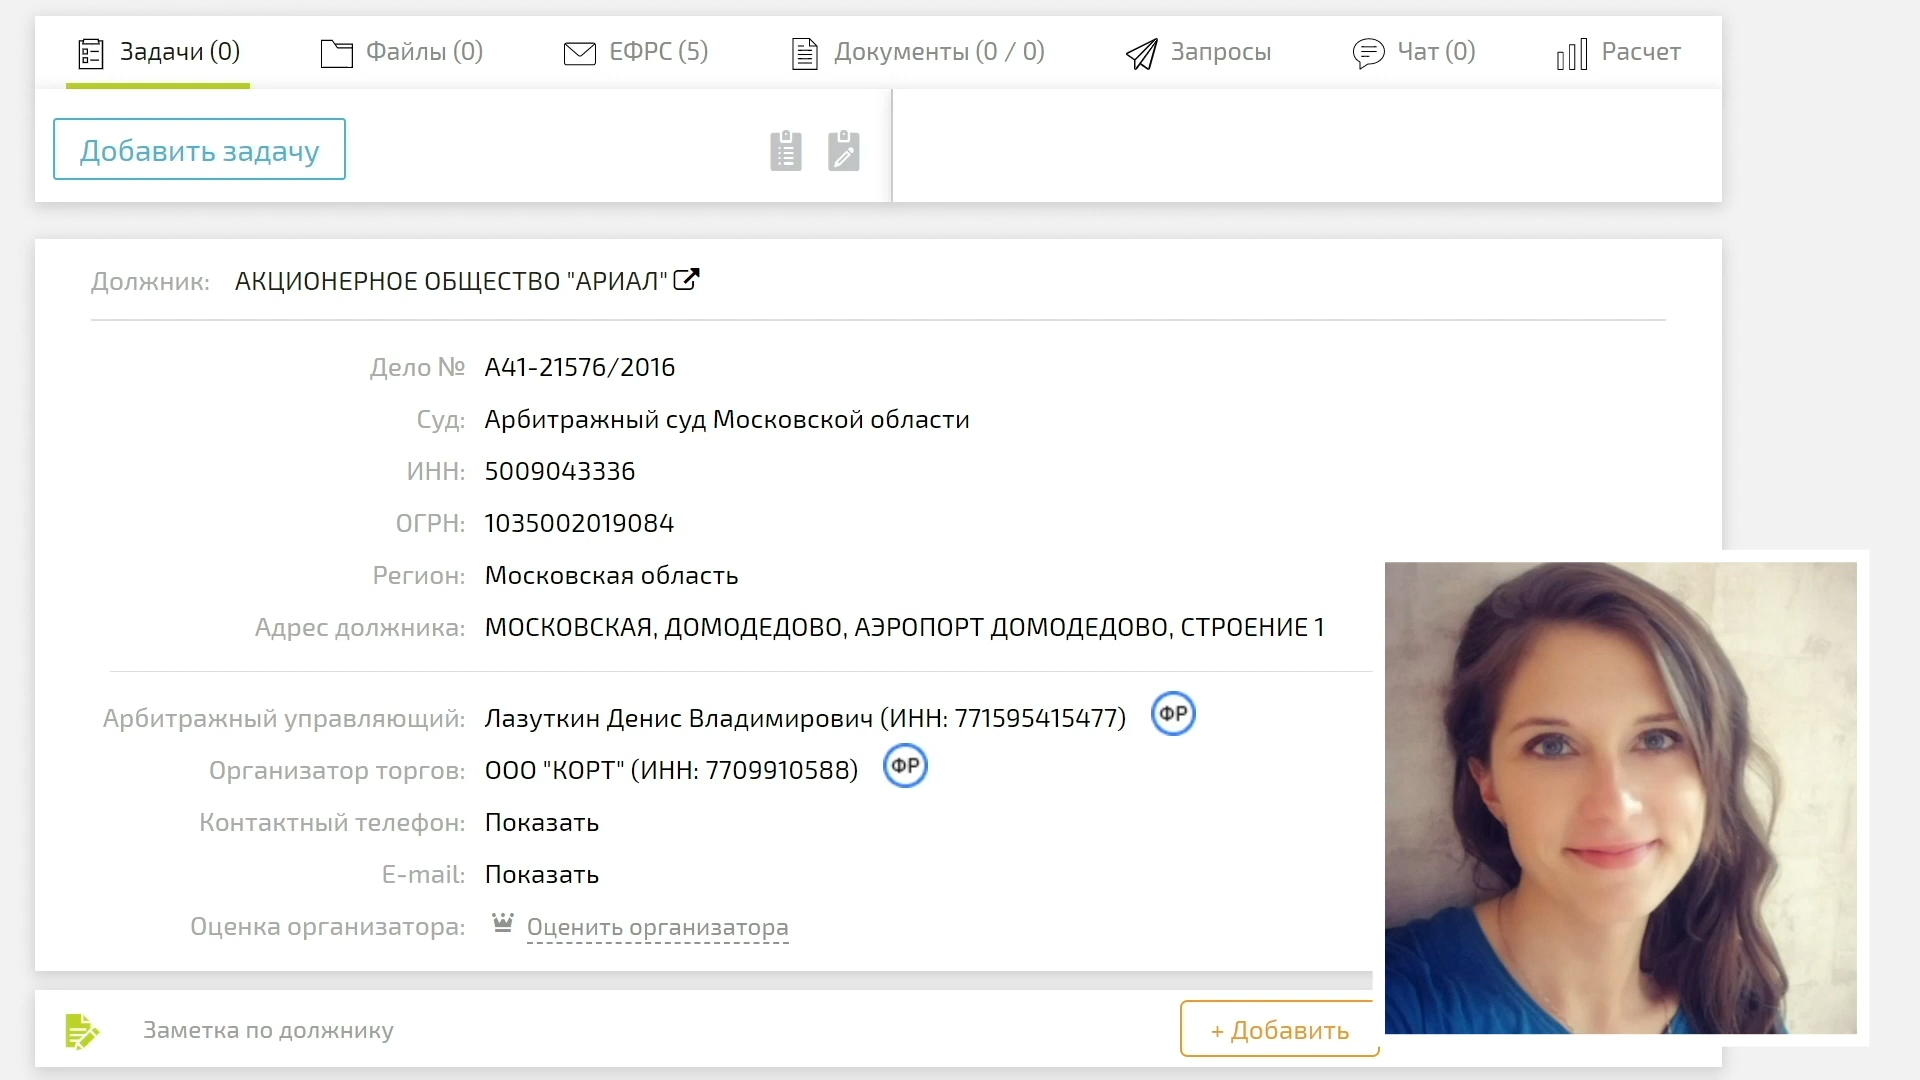 Задачи (0) Файлы (0) ЕФРС (5) Документы (0 / 0) Запросы Чат (0) Расчет
Добавить задачу
Должник: АКЦИОНЕРНОЕ ОБЩЕСТВО "АРИАЛ"
Дело № А41-21576/2016
Суд: Арбитражный суд Московской области
ИНН: 5009043336
ОГРН: 1035002019084
Регион: Московская область
Адрес должника: МОСКОВСКАЯ, ДОМОДЕДОВО, АЭРОПОРТ ДОМОДЕДОВО, СТРОЕНИЕ 1
Арбитражный управляющий: Лазуткин Денис Владимирович (ИНН: 771595415477) ФР
Организатор торгов: ООО "КОРТ" (ИНН: 7709910588) ФР
Контактный телефон: Показать
E-mail: Показать
Оценка организатора: Оценить организатора
Заметка по должнику + Добавить